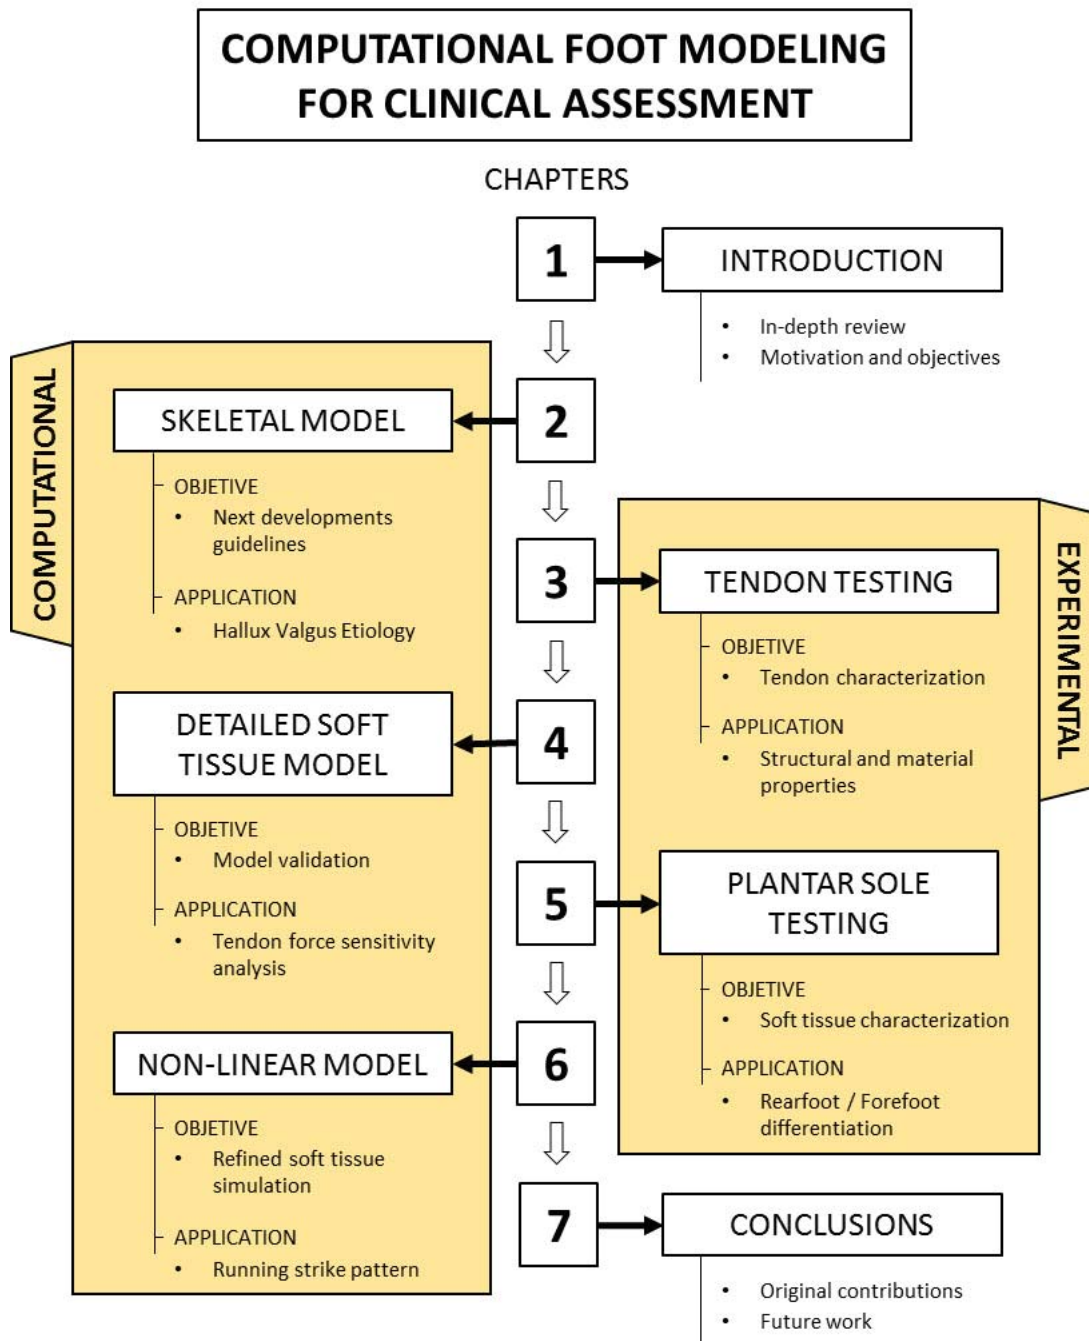 COMPUTATIONAL FOOT MODELING
FOR CLINICAL ASSESSMENT
CHAPTERS
1
INTRODUCTION
• In-depth review
• Motivation and objectives
COMPUTATIONAL
2
SKELETAL MODEL
OBJETIVE
• Next developments
guidelines
APPLICATION
• Hallux Valgus Etiology
EXPERIMENTAL
3
TENDON TESTING
OBJETIVE
• Tendon characterization
APPLICATION
• Structural and material
properties
4
DETAILED SOFT
TISSUE MODEL
OBJETIVE
• Model validation
APPLICATION
• Tendon force sensitivity
analysis
5
PLANTAR SOLE
TESTING
OBJETIVE
• Soft tissue characterization
APPLICATION
• Rearfoot / Forefoot
differentiation
6
NON-LINEAR MODEL
OBJETIVE
• Refined soft tissue
simulation
APPLICATION
• Running strike pattern
7
CONCLUSIONS
• Original contributions
• Future work